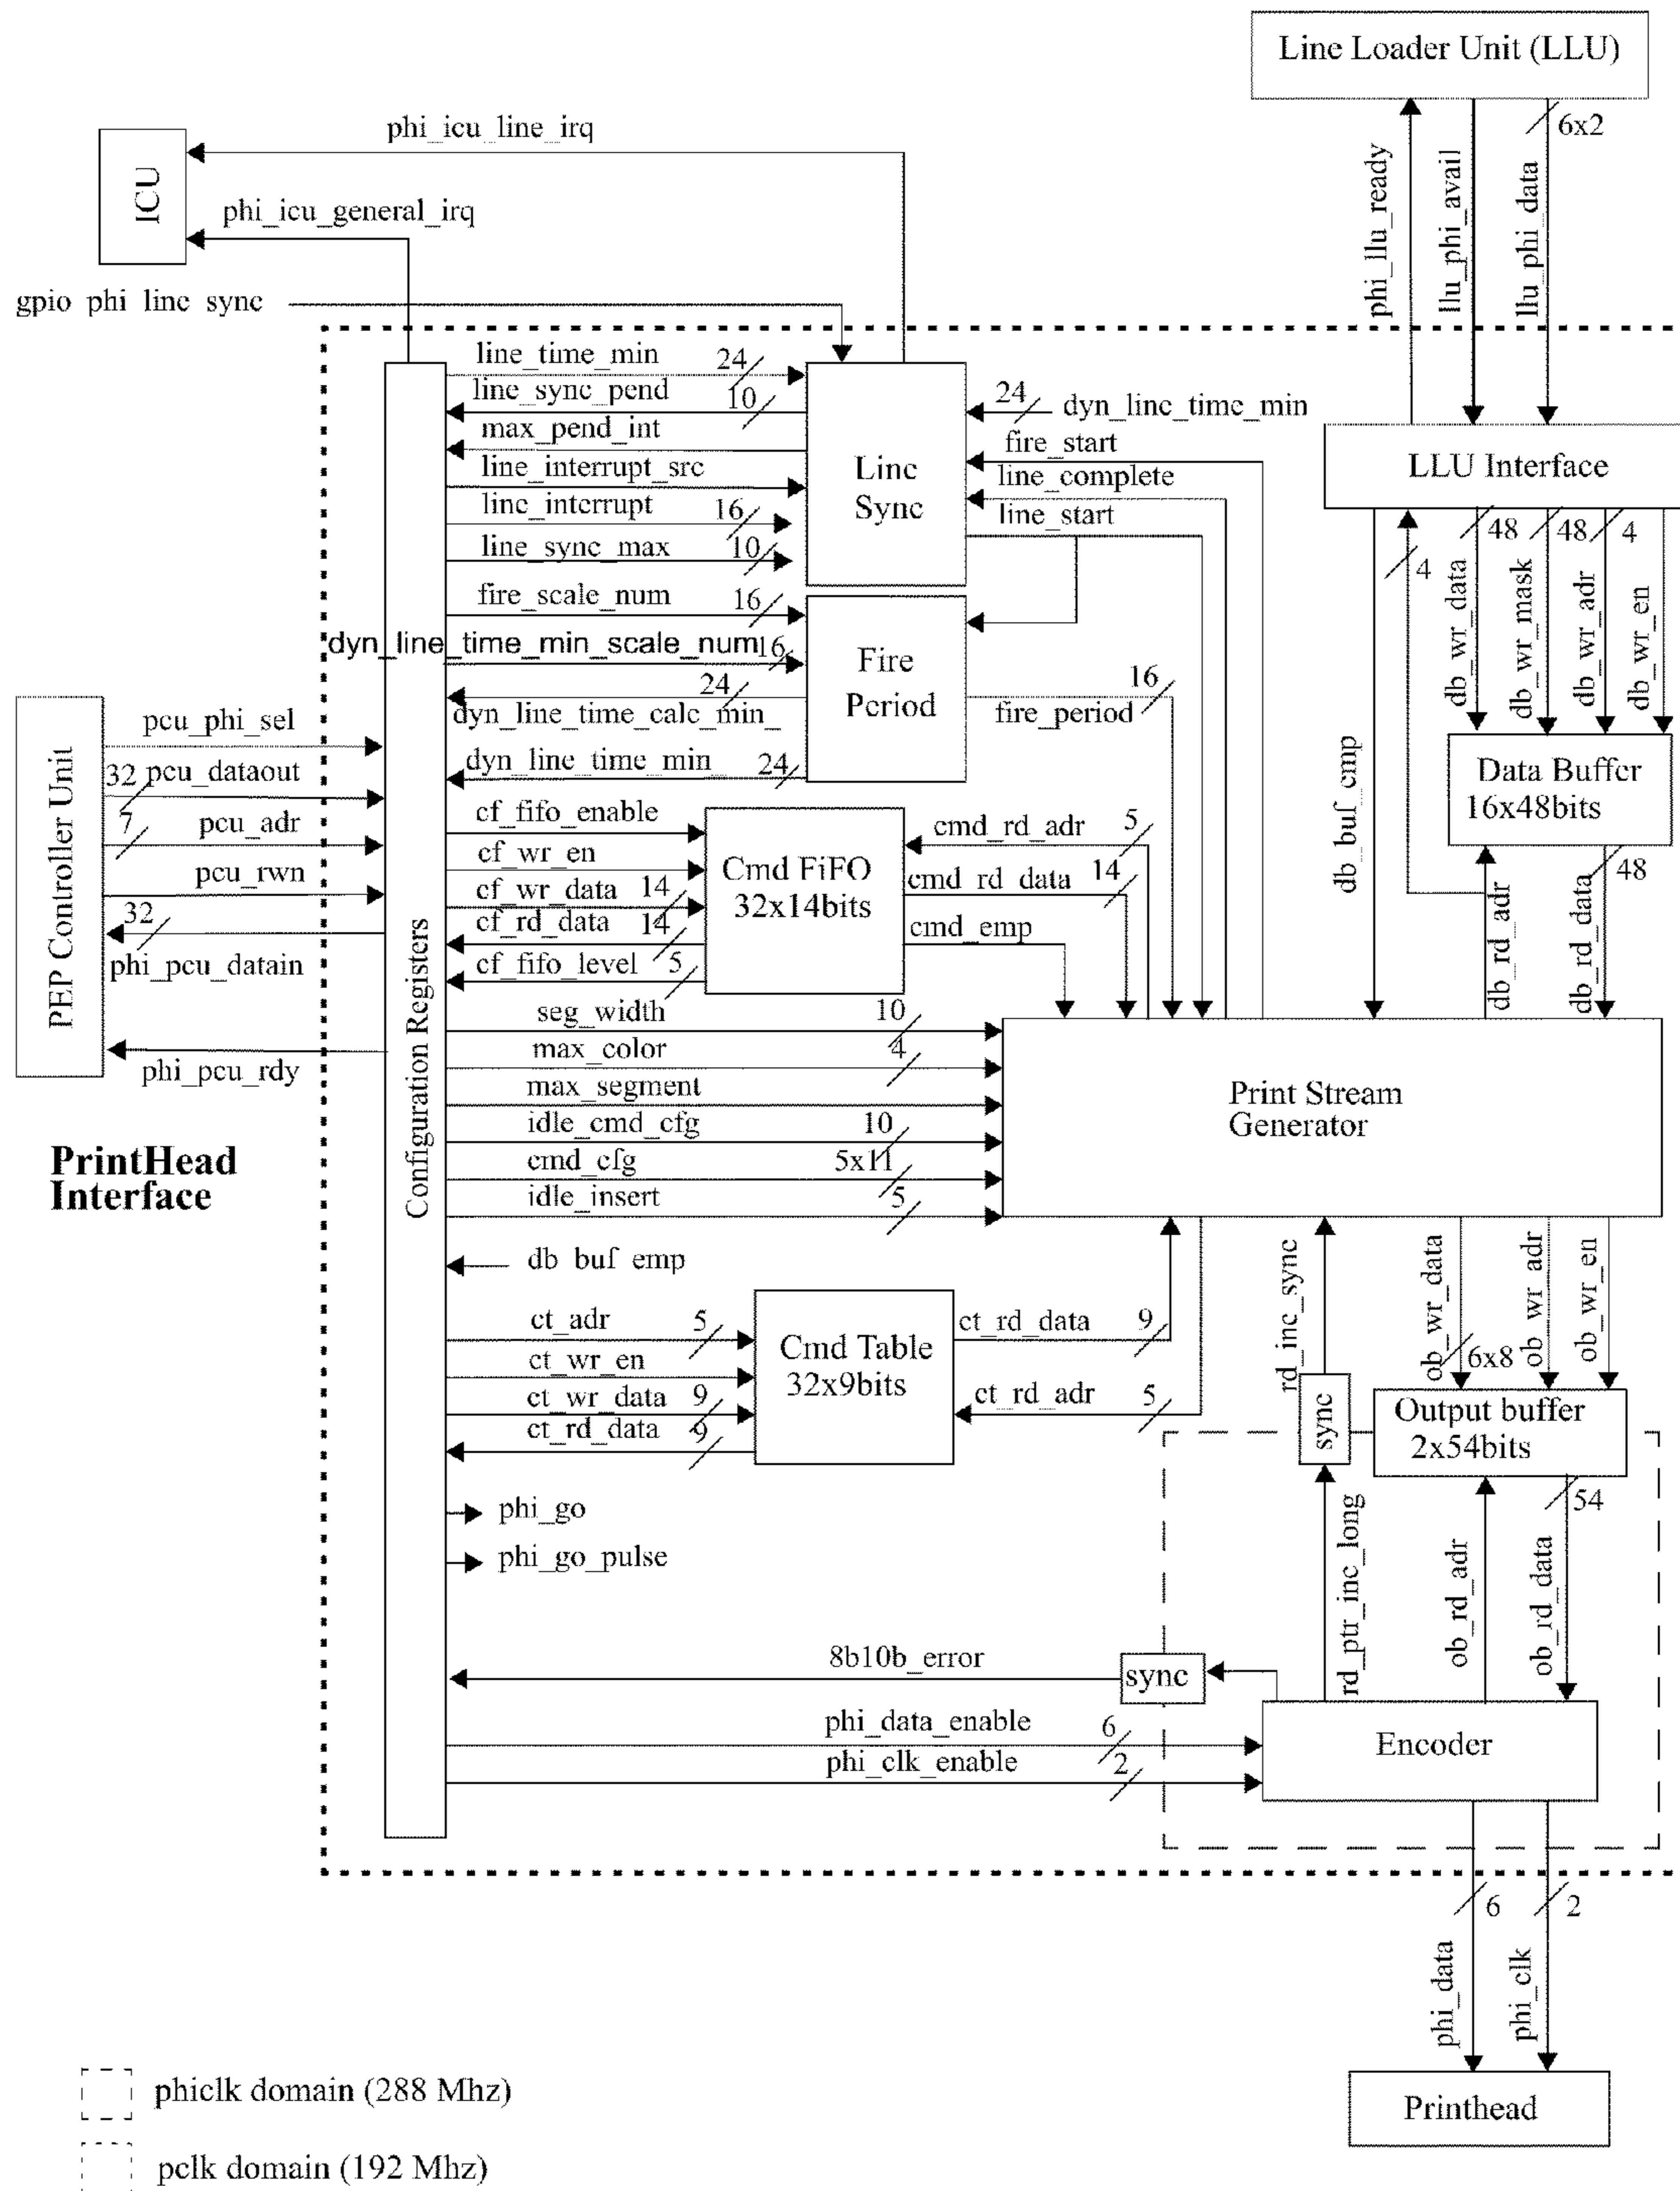 Line Loader Unit (LLU)
6x2
phi_llu_ready
llu_phi_avail
llu_phi_data
ICU
phi_icu_line_irq
phi_icu_general_irq
gpio_phi_line_sync
line_time_min
24
line_sync_pend
10
max_pend_int
line_interrupt_src
line_interrupt
16
line_sync_max
10
Line
Sync
24
dyn_line_time_min
fire_start
line_complete
line_start
LLU Interface
4
48
48
4
db_wr_data
db_wr_mask
db_wr_adr
db_wr_en
fire_scale_num
16
dyn_line_time_min_scale_num
16
24
dyn_line_time_calc_min_
dyn_line_time_min_
24
Fire
Period
16
fire_period
Data Buffer
16x48bits
db_buf_emp
48
db_rd_adr
db_rd_data
PEP Controller Unit
pcu_phi_sel
32
pcu_dataout
7
pcu_adr
pcu_rwn
32
phi_pcu_datain
phi_pcu_rdy
Configuration Registers
cf_fifo_enable
cf_wr_en
cf_wr_data
14
cf_rd_data
14
cf_fifo_level
5
Cmd FiFO
32x14bits
cmd_rd_adr
5
cmd_rd_data
14
cmd_emp
seg_width
10
max_color
4
max_segment
idle_cmd_cfg
10
cmd_cfg
5x11
idle_insert
5
Print Stream
Generator
PrintHead
Interface
db_buf_emp
ct_adr
5
ct_wr_en
ct_wr_data
9
ct_rd_data
9
Cmd Table
32x9bits
ct_rd_data
9
ct_rd_adr
5
rd_inc_sync
ob_wr_data
ob_wr_adr
ob_wr_en
6x8
sync
Output buffer
2x54bits
54
phi_go
phi_go_pulse
rd_ptr_inc_long
ob_rd_adr
ob_rd_data
8b10b_error
sync
phi_data_enable
6
phi_clk_enable
2
Encoder
6
2
phi_data
phi_clk
Printhead
phiclk domain (288 Mhz)
pclk domain (192 Mhz)